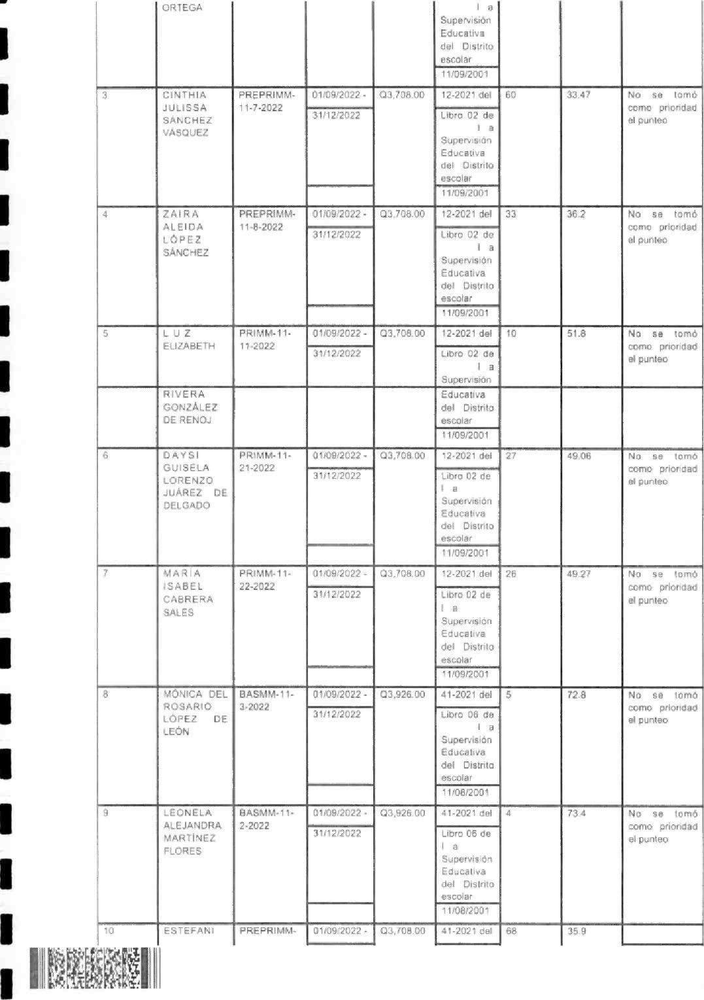 ORTEGA
l a
Supervisión
Educativa
del Distrito
escolar
11/09/2001
3
CINTHIA
JULISSA
SÁNCHEZ
VÁSQUEZ
PREPRIMM-
11-7-2022
01/09/2022 -
31/12/2022
Q3,708.00
12-2021 del
Libro 02 de
l a
Supervisión
Educativa
del Distrito
escolar
11/09/2001
60
33.47
No se tomó
como prioridad
el punteo
4
ZAIRA
ALEIDA
LÓPEZ
SÁNCHEZ
PREPRIMM-
11-8-2022
01/09/2022 -
31/12/2022
Q3,708.00
12-2021 del
Libro 02 de
l a
Supervisión
Educativa
del Distrito
escolar
11/09/2001
33
36.2
No se tomó
como prioridad
el punteo
5
L U Z
ELIZABETH
PRIMM-11-
11-2022
01/09/2022 -
31/12/2022
Q3,708.00
12-2021 del
Libro 02 de
l a
Supervisión
10
51.8
No se tomó
como prioridad
el punteo
RIVERA
GONZÁLEZ
DE RENOJ
Educativa
del Distrito
escolar
11/09/2001
6
DAYSI
GUISELA
LORENZO
JUÁREZ DE
DELGADO
PRIMM-11-
21-2022
01/09/2022 -
31/12/2022
Q3,708.00
12-2021 del
Libro 02 de
l a
Supervisión
Educativa
del Distrito
escolar
11/09/2001
27
49.06
No se tomó
como prioridad
el punteo
7
MARÍA
ISABEL
CABRERA
SALES
PRIMM-11-
22-2022
01/09/2022 -
31/12/2022
Q3,708.00
12-2021 del
Libro 02 de
l a
Supervisión
Educativa
del Distrito
escolar
11/09/2001
26
49.27
No se tomó
como prioridad
el punteo
8
MÓNICA DEL
ROSARIO
LÓPEZ DE
LEÓN
BASMM-11-
3-2022
01/09/2022 -
31/12/2022
Q3,926.00
41-2021 del
Libro 06 de
l a
Supervisión
Educativa
del Distrito
escolar
11/08/2001
5
72.8
No se tomó
como prioridad
el punteo
9
LEONELA
ALEJANDRA
MARTÍNEZ
FLORES
BASMM-11-
2-2022
01/09/2022 -
31/12/2022
Q3,926.00
41-2021 del
Libro 06 de
l a
Supervisión
Educativa
del Distrito
escolar
11/08/2001
4
73.4
No se tomó
como prioridad
el punteo
10
ESTEFANI
PREPRIMM-
01/09/2022 -
Q3,708.00
41-2021 del
68
35.9